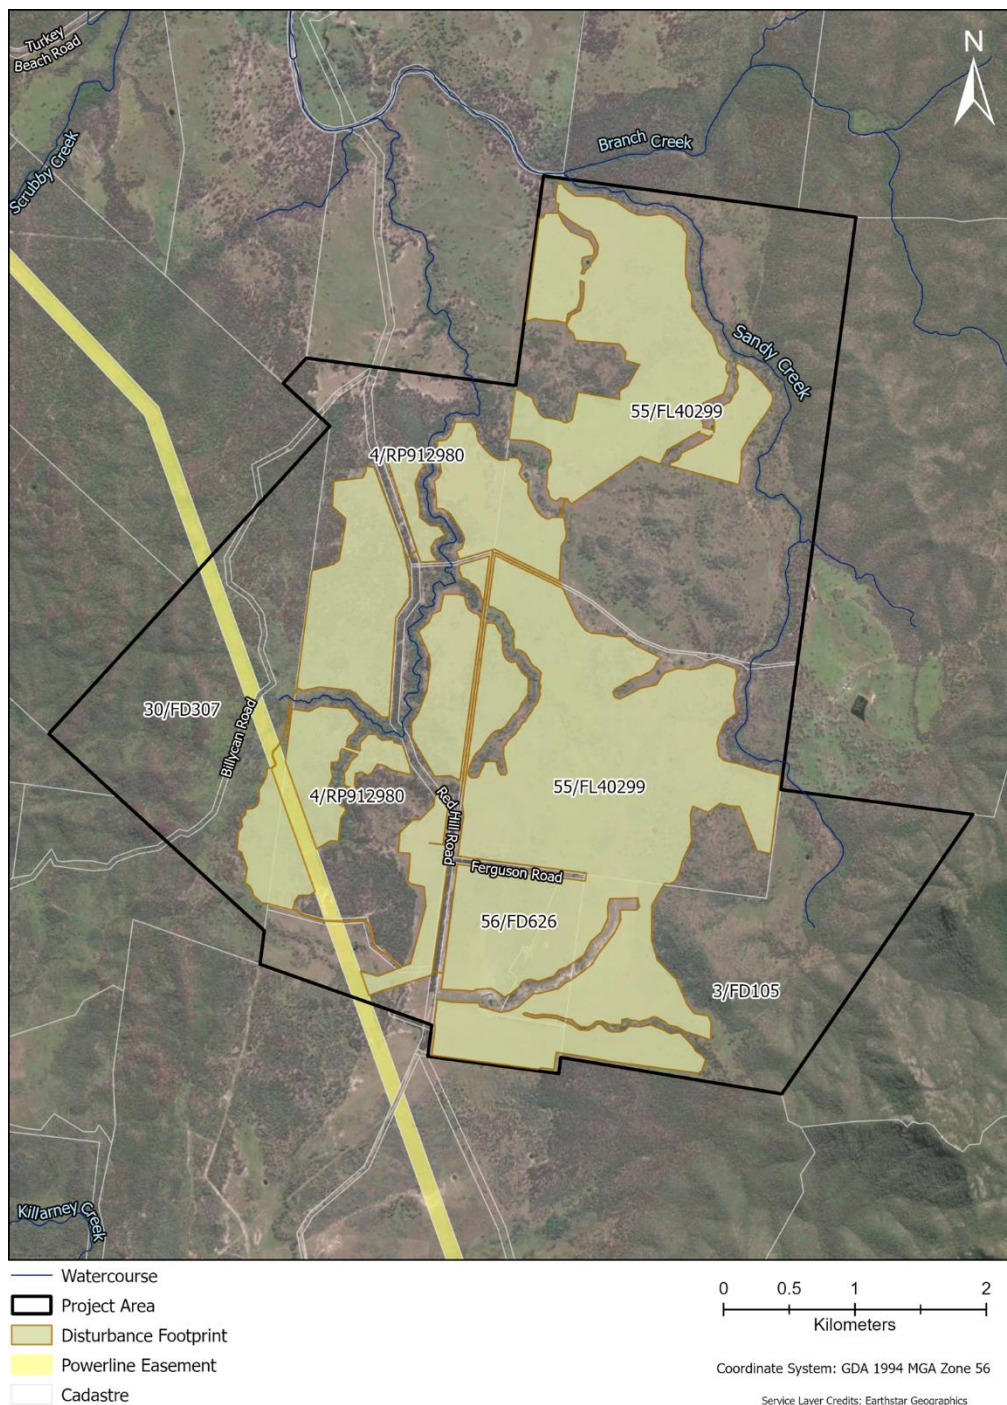 Turkey
Beach Road
N
Branch Creek
Scrubby Creek
Sandy Creek
55/FL40299
4/RP912980
30/FD307
Billycan Road
4/RP912980
Red Hill Road
55/FL40299
Ferguson Road
56/FD626
3/FD105
Killarney Creek
Watercourse
Project Area
Disturbance Footprint
Powerline Easement
Cadastre
0 0.5 1 2
Kilometers
Coordinate System: GDA 1994 MGA Zone 56
Service Layer Credits: Earthstar Geographics